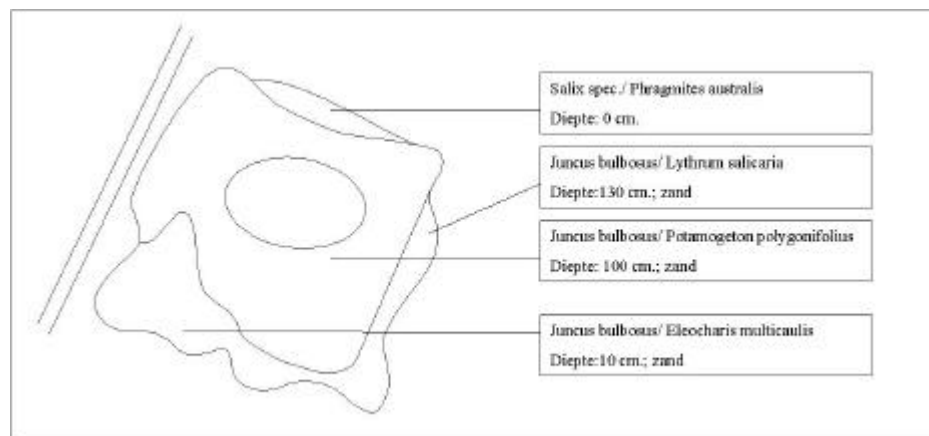 Salix spec./ Phragmites australis
Diepte: 0 cm.
Juncus bulbosus/ Lythrum salicaria
Diepte:130 cm.; zand
Juncus bulbosus/ Potamogeton polygonifolius
Diepte: 100 cm.; zand
Juncus bulbosus/ Eleocharis multicaulis
Diepte:10 cm.; zand